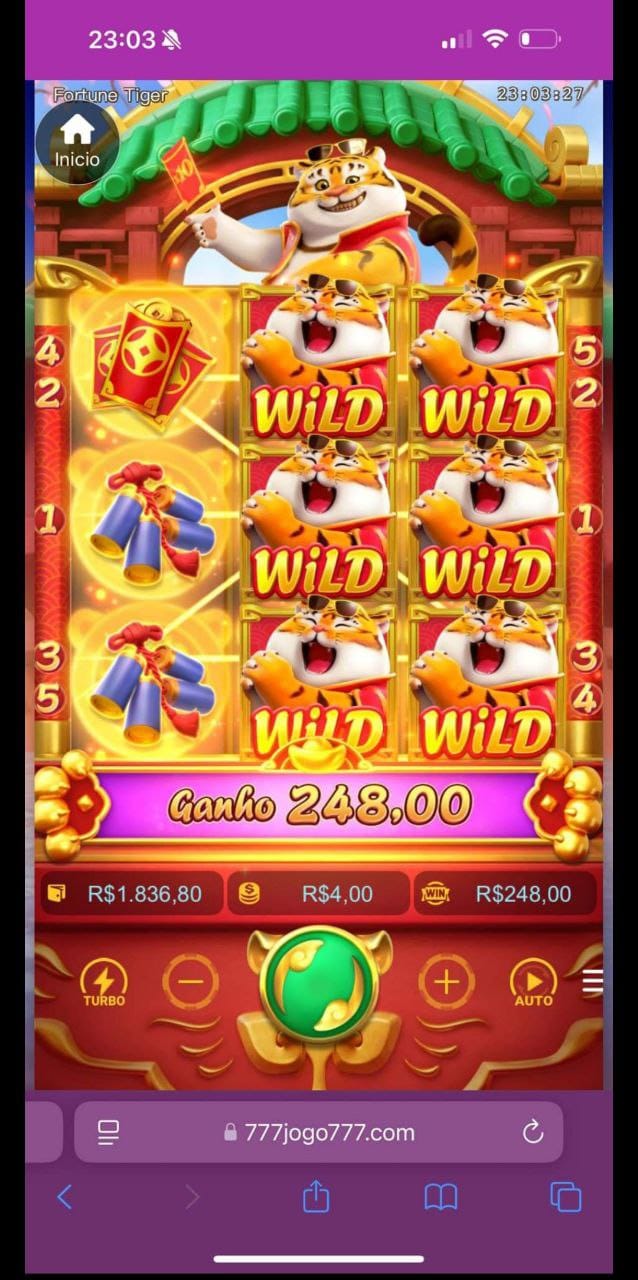 23:03
Fortune Tiger
23:03:27
Inicio
4
5
2
2
WiLD
WiLD
1
1
WiLD
WiLD
3
3
5
4
WiLD
WiLD
Ganho 248,00
R$1.836,80
R$4,00
WIN
R$248,00
TURBO
AUTO
777jogo777.com